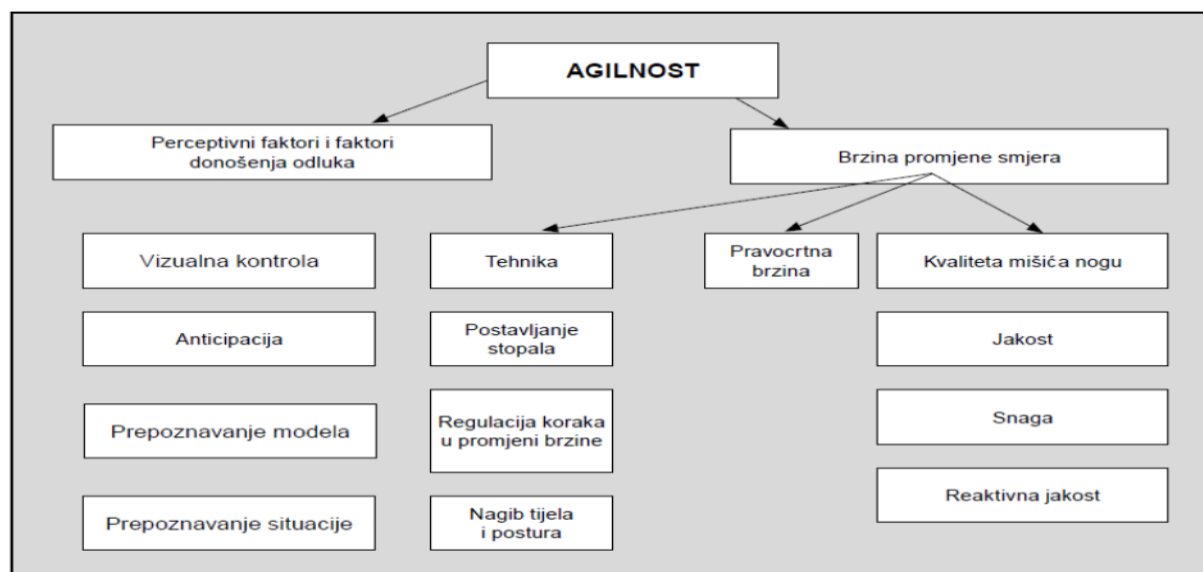 AGILNOST
Perceptivni faktori i faktori
donošenja odluka
Brzina promjene smjera
Vizualna kontrola
Tehnika
Pravocrtna
brzina
Kvaliteta mišića nogu
Anticipacija
Postavljanje
stopala
Jakost
Prepoznavanje modela
Regulacija koraka
u promjeni brzine
Snaga
Prepoznavanje situacije
Nagib tijela
i postura
Reaktivna jakost